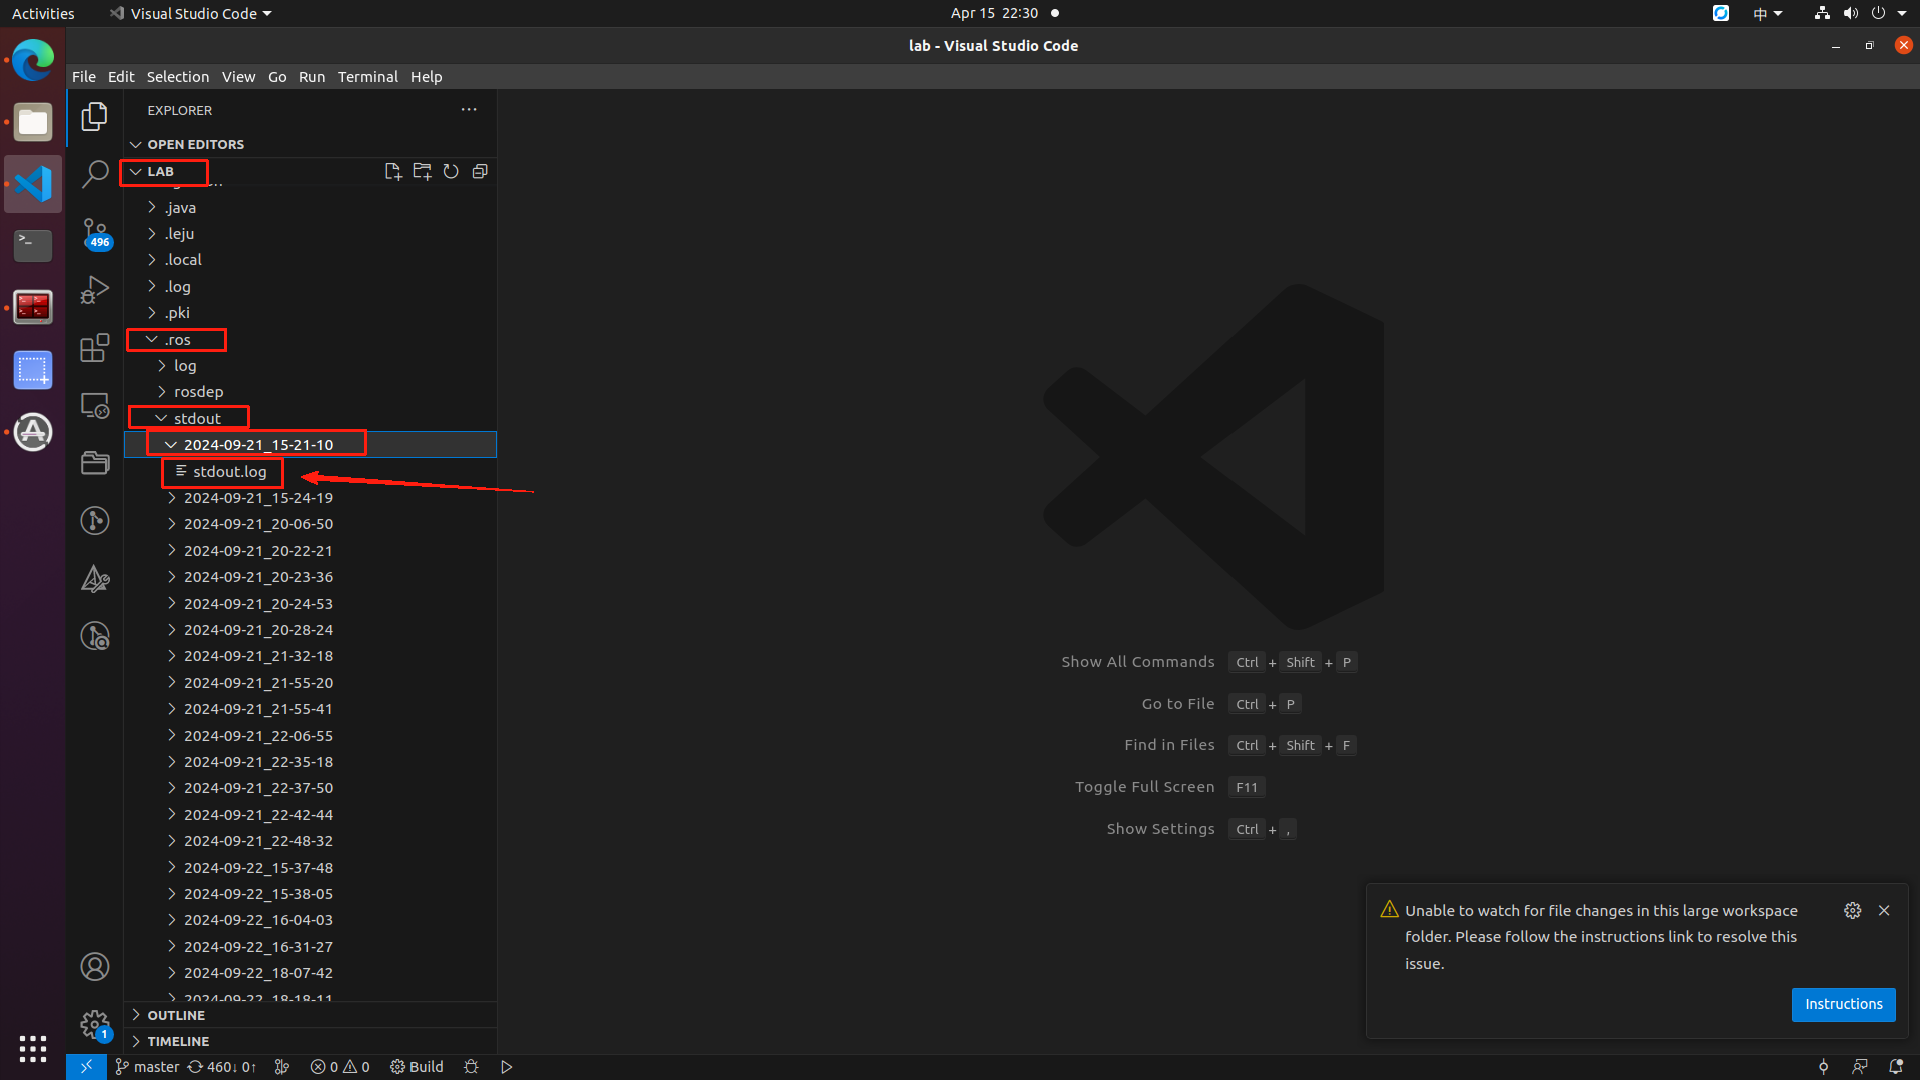 Activities
Visual Studio Code
Apr 15 22:30
中
lab - Visual Studio Code
File Edit Selection View Go Run Terminal Help
EXPLORER
OPEN EDITORS
LAB
.java
.leju
496
.local
.log
.pki
.ros
log
rosdep
stdout
2024-09-21_15-21-10
stdout.log
2024-09-21_15-24-19
2024-09-21_20-06-50
2024-09-21_20-22-21
2024-09-21_20-23-36
2024-09-21_20-24-53
2024-09-21_20-28-24
2024-09-21_21-32-18
2024-09-21_21-55-20
2024-09-21_21-55-41
2024-09-21_22-06-55
2024-09-21_22-35-18
2024-09-21_22-37-50
2024-09-21_22-42-44
2024-09-21_22-48-32
2024-09-22_15-37-48
2024-09-22_15-38-05
2024-09-22_16-04-03
2024-09-22_16-31-27
2024-09-22_18-07-42
2024-09-22_18-18-11
OUTLINE
TIMELINE
1
Show All Commands Ctrl + Shift + P
Go to File Ctrl + P
Find in Files Ctrl + Shift + F
Toggle Full Screen F11
Show Settings Ctrl + ,
Unable to watch for file changes in this large workspace
folder. Please follow the instructions link to resolve this
issue.
Instructions
master 460↓ 0↑ 0 0 Build